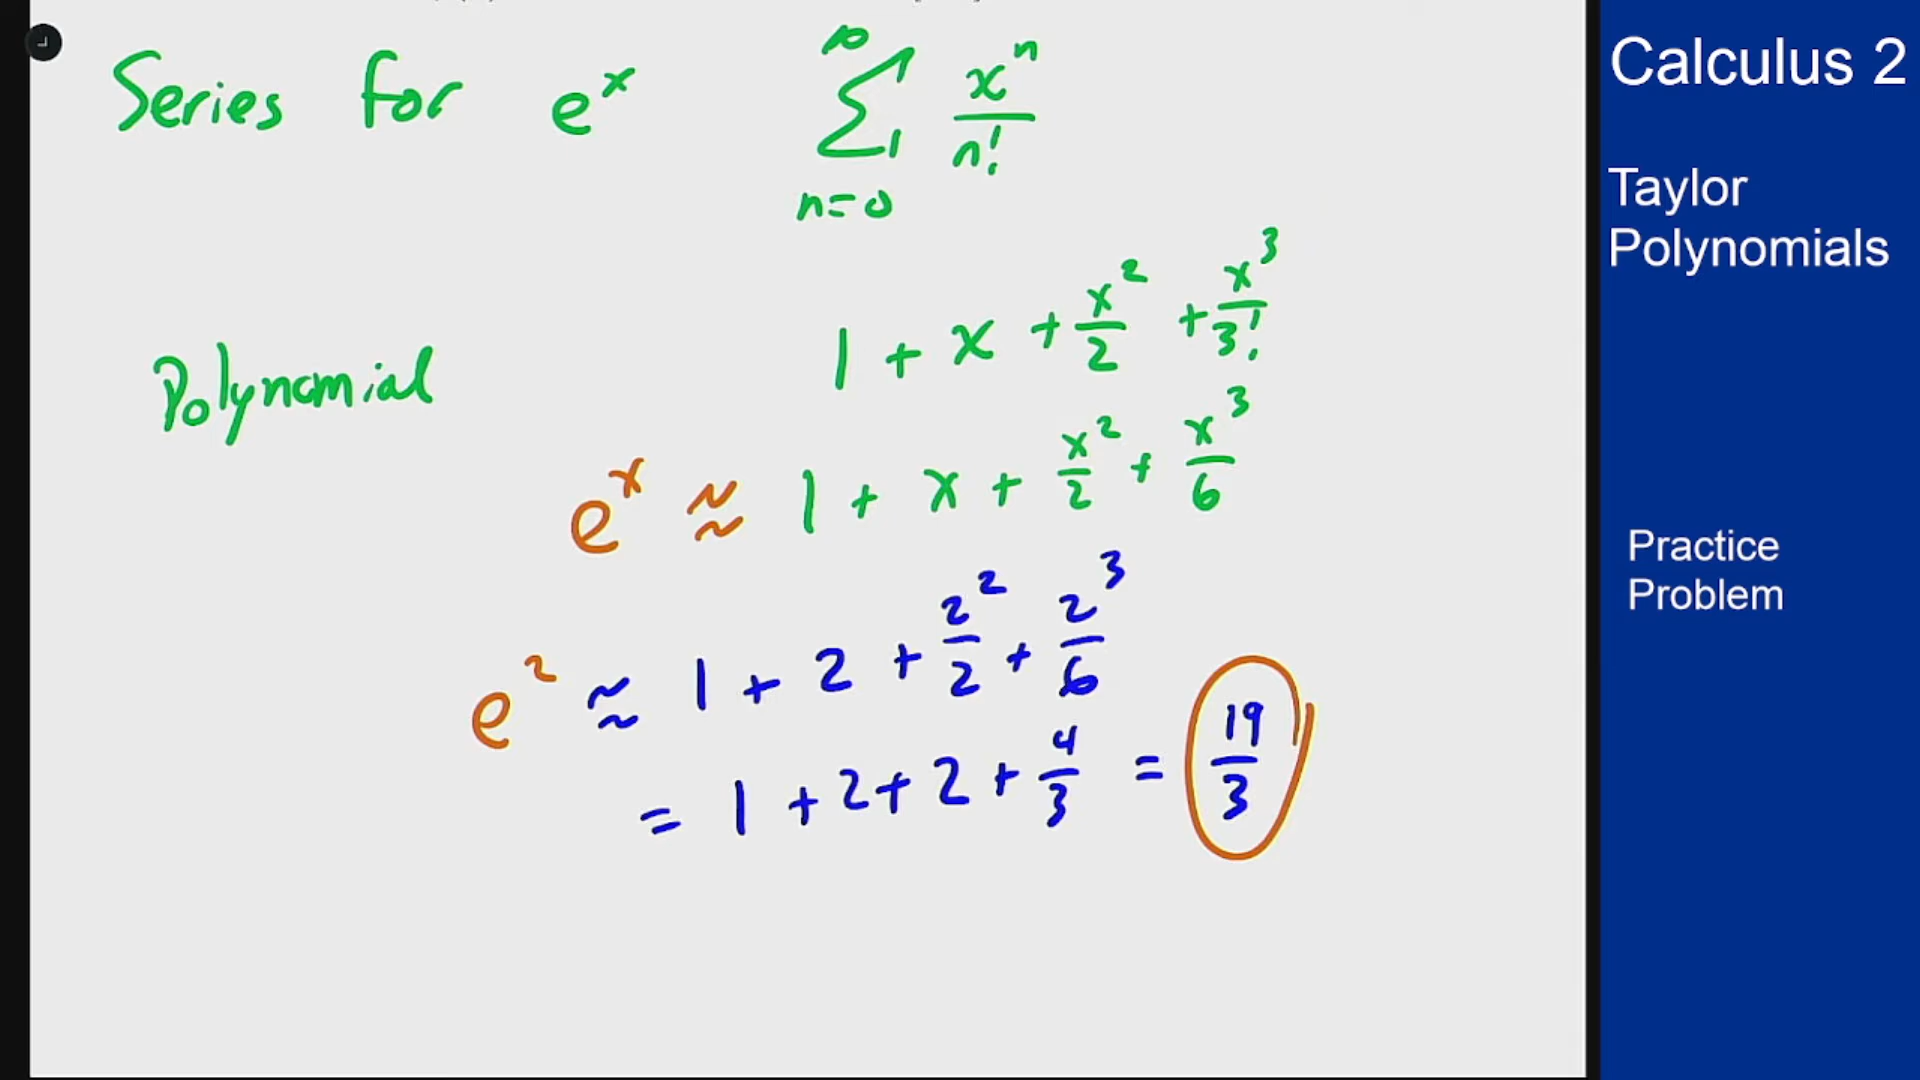 Series for e^x ∑_{n=0}^{∞} x^n/n!
Polynomial 1 + x + x^2/2 + x^3/3!
e^x ≈ 1 + x + x^2/2 + x^3/6
e^2 ≈ 1 + 2 + 2^2/2 + 2^3/6
= 1 + 2 + 2 + 4/3 = 19/3
Calculus 2
Taylor
Polynomials
Practice
Problem